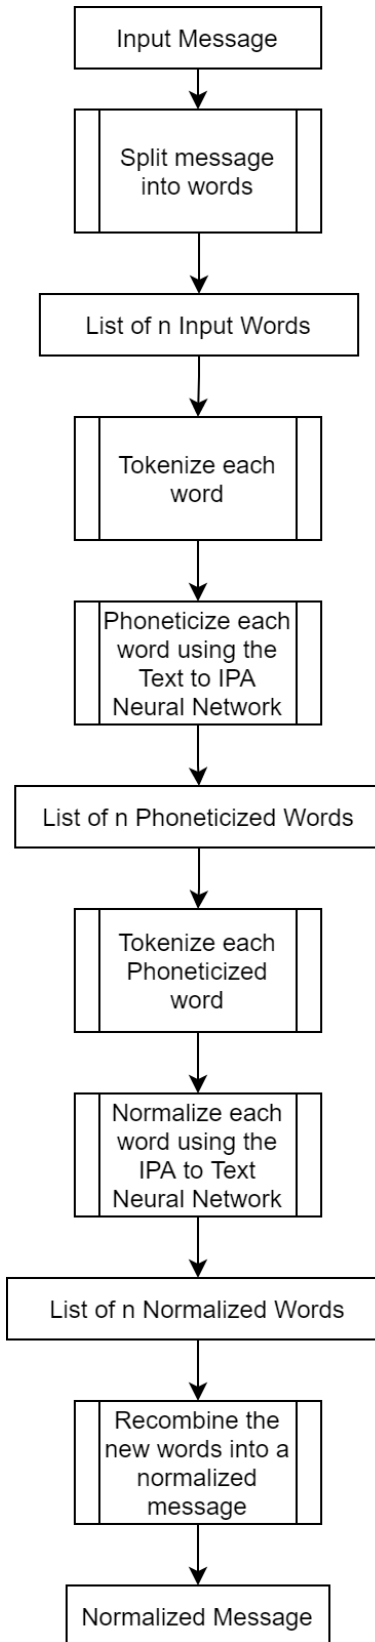 Input Message
Split message
into words
List of n Input Words
Tokenize each
word
Phoneticize each
word using the
Text to IPA
Neural Network
List of n Phoneticized Words
Tokenize each
Phoneticized
word
Normalize each
word using the
IPA to Text
Neural Network
List of n Normalized Words
Recombine the
new words into a
normalized
message
Normalized Message